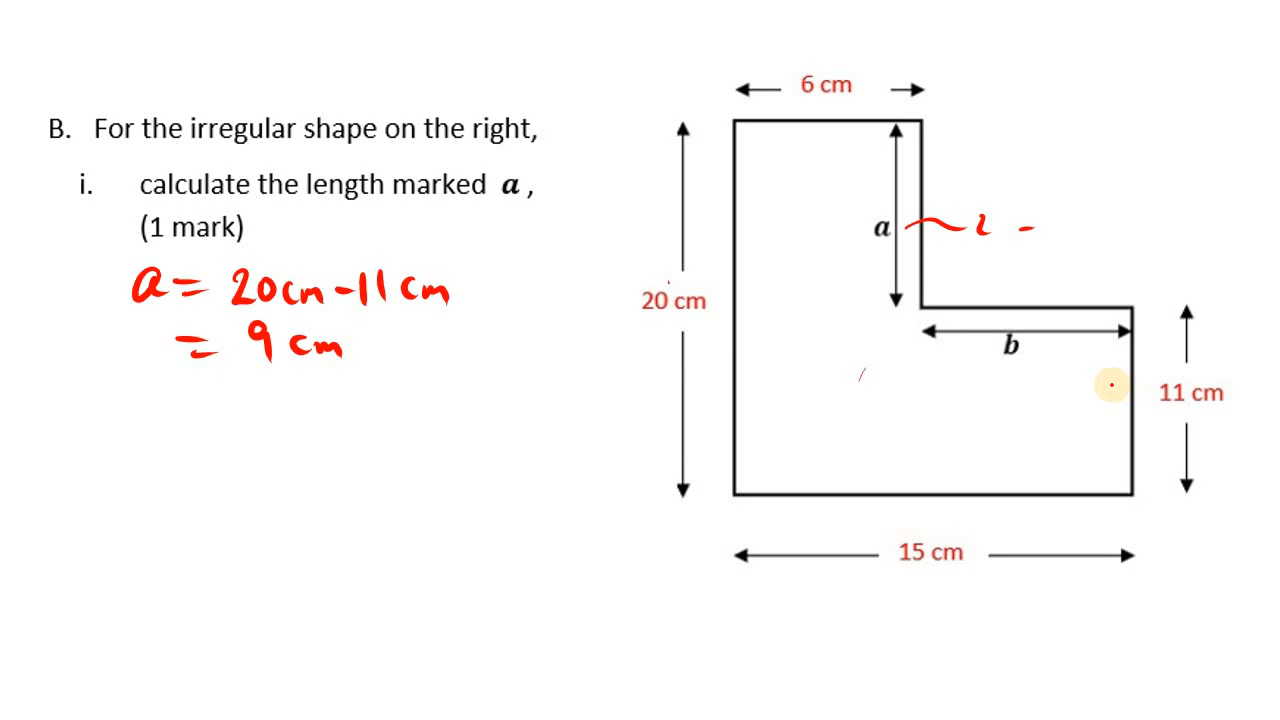 B. For the irregular shape on the right,
i. calculate the length marked a ,
(1 mark)
a = 20cm - 11 cm
= 9 cm
6 cm
a
20 cm
b
11 cm
15 cm